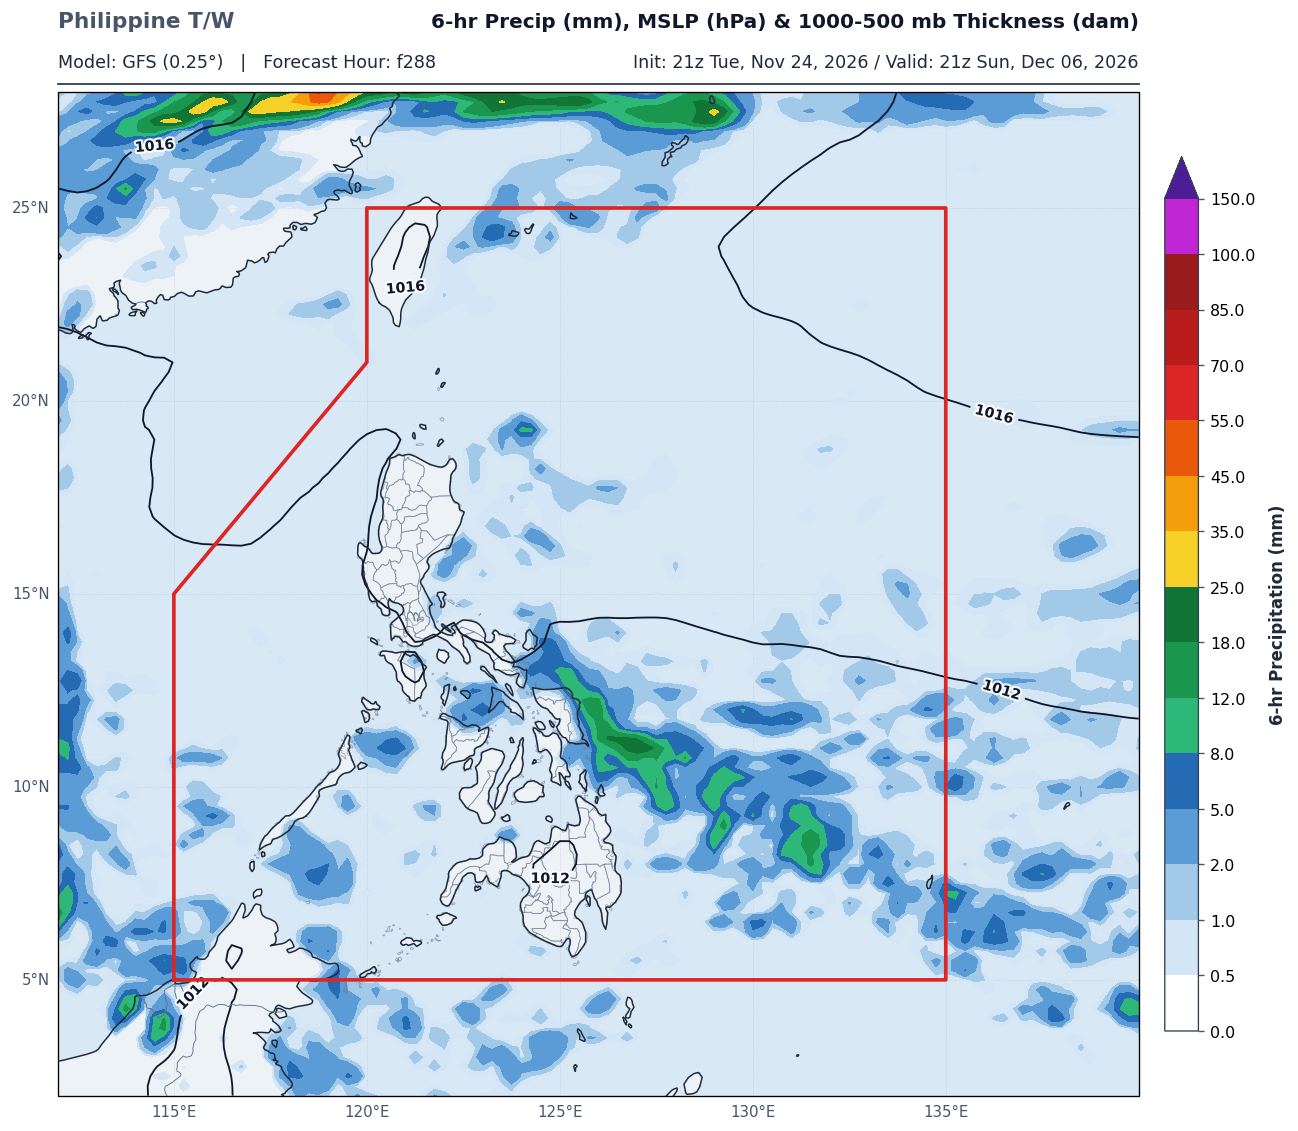 Philippine T/W
6-hr Precip (mm), MSLP (hPa) & 1000-500 mb Thickness (dam)
Model: GFS (0.25°) | Forecast Hour: f288
Init: 21z Tue, Nov 24, 2026 / Valid: 21z Sun, Dec 06, 2026
1016
25°N
1016
20°N
1016
15°N
1012
10°N
1012
5°N
1012
115°E
120°E
125°E
130°E
135°E
150.0
100.0
85.0
70.0
55.0
45.0
35.0
25.0
18.0
12.0
8.0
5.0
2.0
1.0
0.5
0.0
6-hr Precipitation (mm)